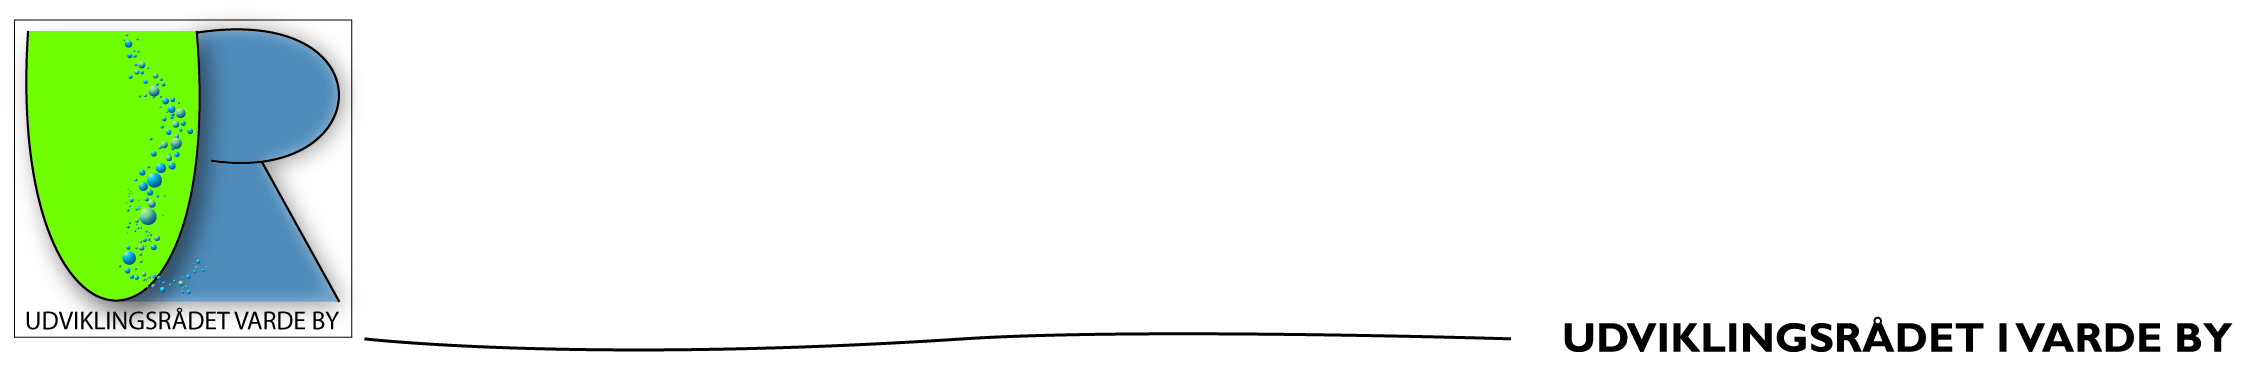 UDVIKLINGSRÅDET VARDE BY
UDVIKLINGSRÅDET I VARDE BY